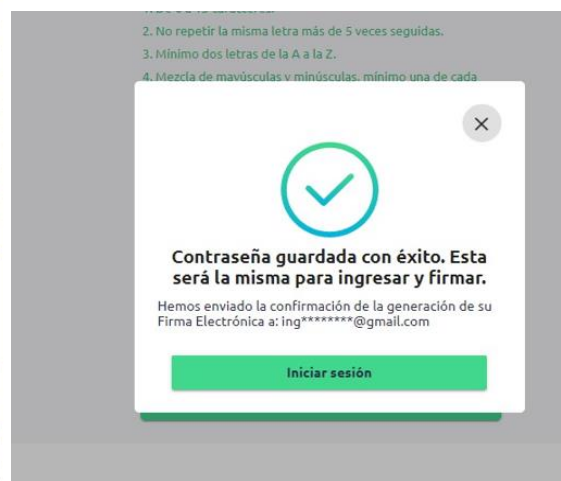 2. No repetir la misma letra más de 5 veces seguidas.
3. Mínimo dos letras de la A a la Z.
4. Mezcla de mayúsculas y minúsculas, mínimo una de cada
Contraseña guardada con éxito. Esta
será la misma para ingresar y firmar.
Hemos enviado la confirmación de la generación de su
Firma Electrónica a: ing********@gmail.com
Iniciar sesión